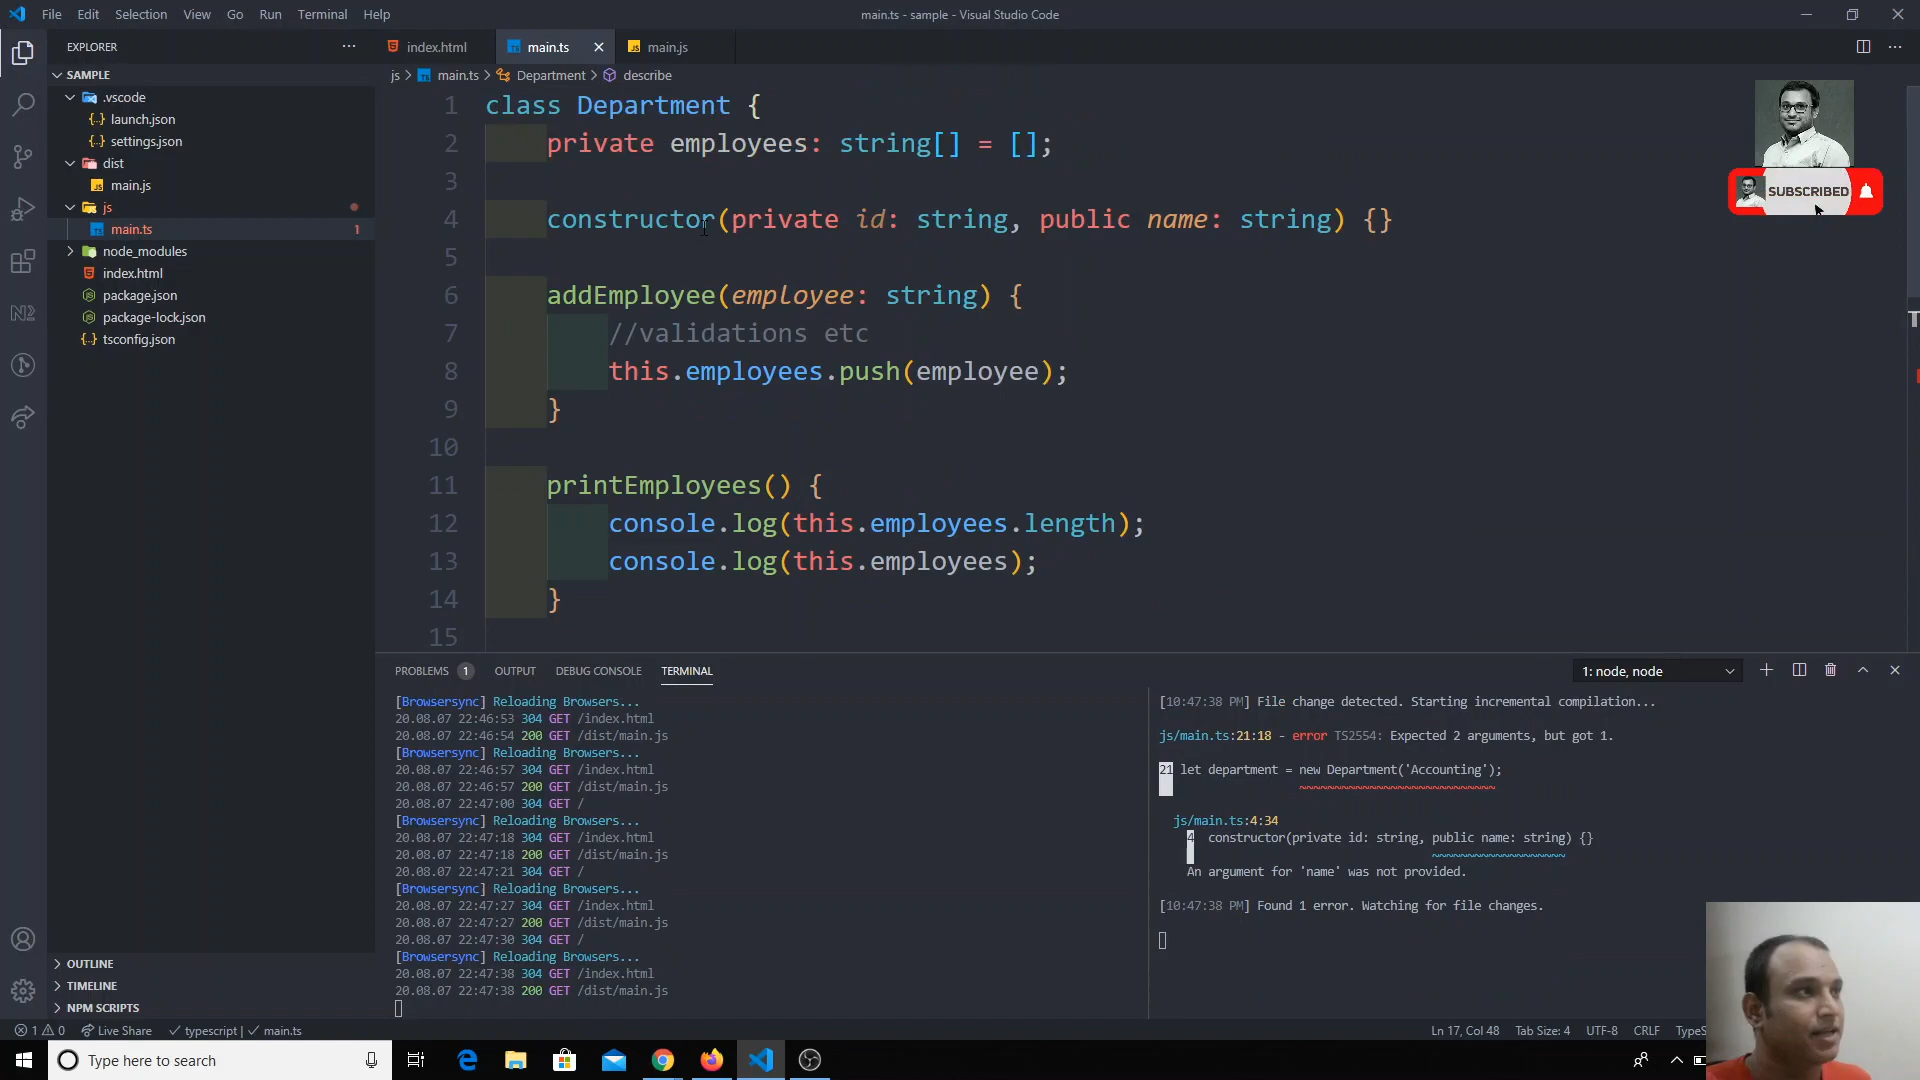 File Edit Selection View Go Run Terminal Help
main.ts - sample - Visual Studio Code
EXPLORER
SAMPLE
.vscode
launch.json
settings.json
dist
main.js
js
main.ts 1
node_modules
index.html
package.json
package-lock.json
tsconfig.json
OUTLINE
TIMELINE
NPM SCRIPTS
index.html main.ts main.js
js > main.ts > Department > describe
1 class Department {
2 private employees: string[] = [];
3
4 constructor(private id: string, public name: string) {}
5
6 addEmployee(employee: string) {
7 //validations etc
8 this.employees.push(employee);
9 }
10
11 printEmployees() {
12 console.log(this.employees.length);
13 console.log(this.employees);
14 }
15
SUBSCRIBED
PROBLEMS 1 OUTPUT DEBUG CONSOLE TERMINAL
1: node, node
[Browsersync] Reloading Browsers...
20.08.07 22:46:53 304 GET /index.html
20.08.07 22:46:54 200 GET /dist/main.js
[Browsersync] Reloading Browsers...
20.08.07 22:46:57 304 GET /index.html
20.08.07 22:46:57 200 GET /dist/main.js
20.08.07 22:47:00 304 GET /
[Browsersync] Reloading Browsers...
20.08.07 22:47:18 304 GET /index.html
20.08.07 22:47:18 200 GET /dist/main.js
20.08.07 22:47:21 304 GET /
[Browsersync] Reloading Browsers...
20.08.07 22:47:27 304 GET /index.html
20.08.07 22:47:27 200 GET /dist/main.js
20.08.07 22:47:30 304 GET /
[Browsersync] Reloading Browsers...
20.08.07 22:47:38 304 GET /index.html
20.08.07 22:47:38 200 GET /dist/main.js
[10:47:38 PM] File change detected. Starting incremental compilation...
js/main.ts:21:18 - error TS2554: Expected 2 arguments, but got 1.
21 let department = new Department('Accounting');
js/main.ts:4:34
4 constructor(private id: string, public name: string) {}
An argument for 'name' was not provided.
[10:47:38 PM] Found 1 error. Watching for file changes.
1 0 Live Share typescript | main.ts
Ln 17, Col 48 Tab Size: 4 UTF-8 CRLF
Type here to search